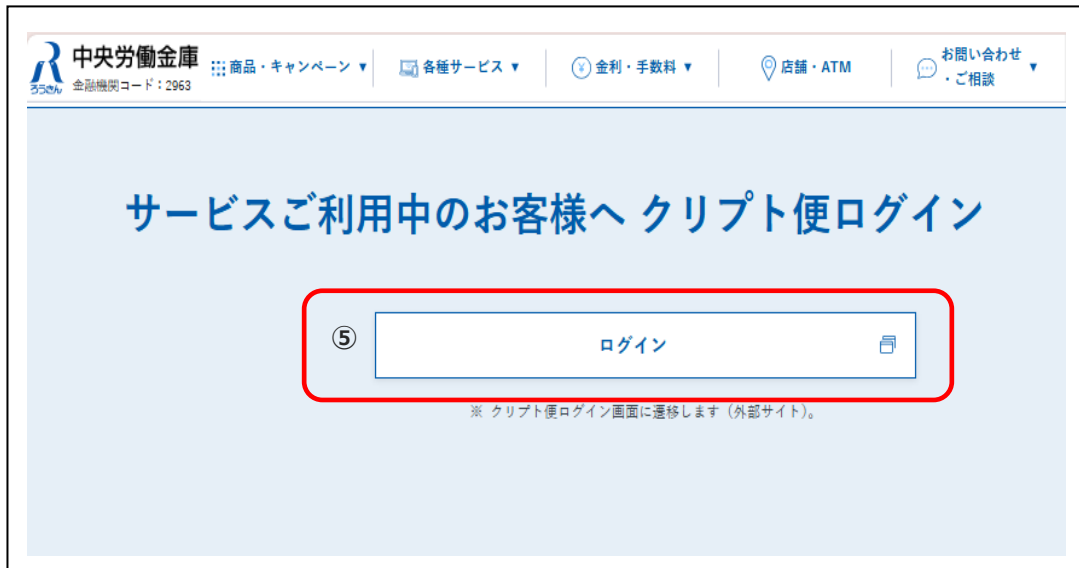 中央労働金庫
金融機関コード：2963
ろうきん
商品・キャンペーン ▼
各種サービス ▼
金利・手数料 ▼
店舗・ATM
お問い合わせ
・ご相談 ▼
サービスご利用中のお客様へ クリプト便ログイン
⑤
ログイン
※ クリプト便ログイン画面に遷移します（外部サイト）。